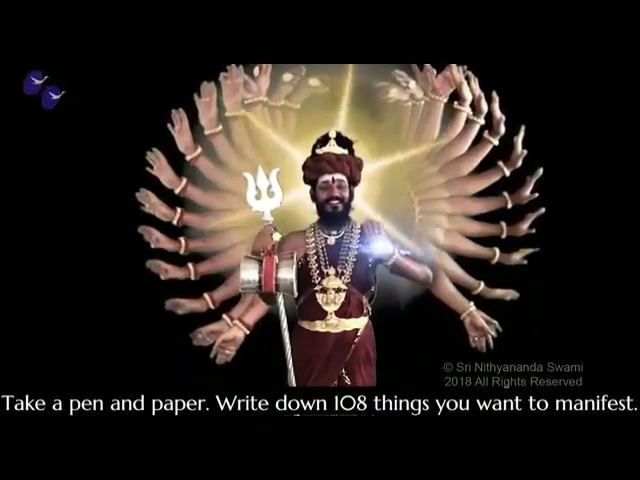 © Sri Nithyananda Swami
2018 All Rights Reserved
Take a pen and paper. Write down 108 things you want to manifest.